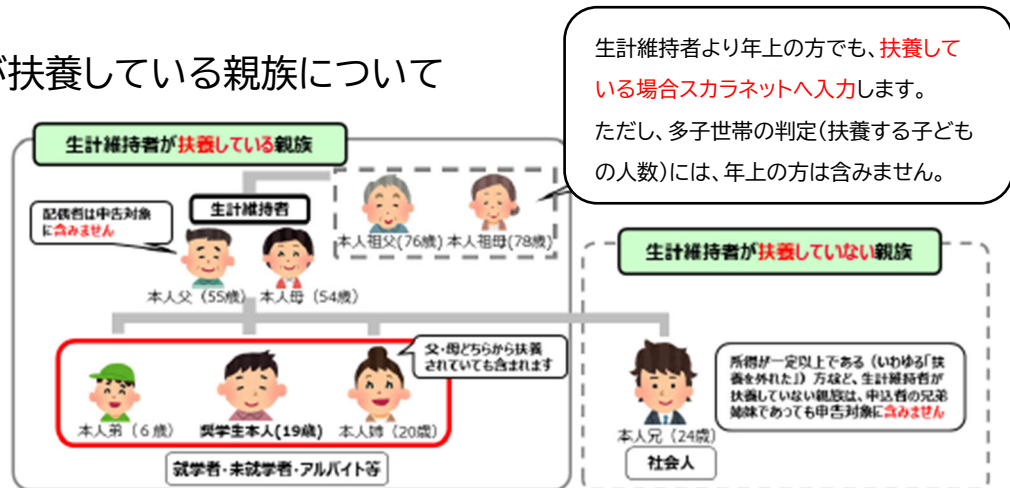 が扶養している親族について
生計維持者より年上の方でも、扶養して
いる場合スカラネットへ入力します。
ただし、多子世帯の判定(扶養する子ども
の人数)には、年上の方は含みません。
生計維持者が扶養している親族
配偶者は申告対象
に含みません
生計維持者
本人祖父(76歳)
本人祖母(78歳)
本人父(55歳)
本人母(54歳)
父・母どちらから扶養
されていても含まれます
本人弟(6歳)
奨学生本人(19歳)
本人姉(20歳)
就学者・未就学者・アルバイト等
生計維持者が扶養していない親族
所得が一定以上である(いわゆる「扶
養を外れた」)方など、生計維持者が
扶養していない親族は、申込者の兄弟
姉妹であっても申告対象に含みません
本人兄(24歳)
社会人